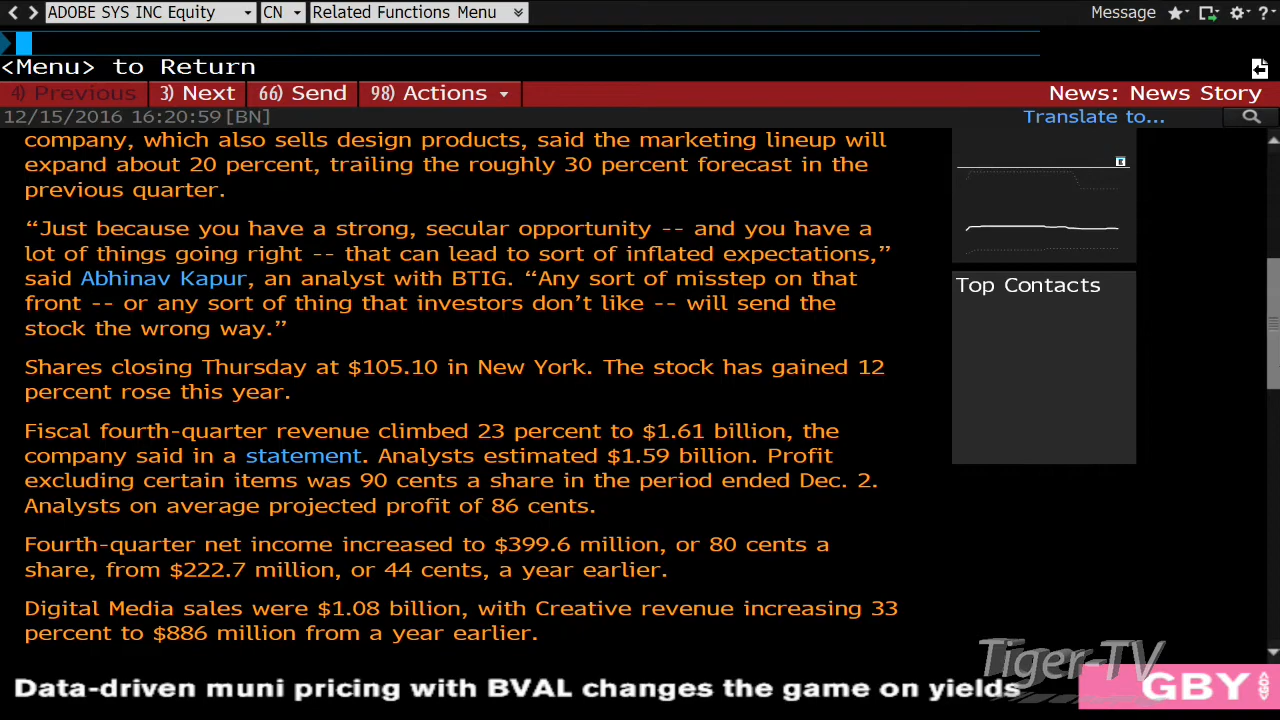 ADOBE SYS INC Equity CN Related Functions Menu Message ?
<Menu> to Return
4) Previous 3) Next 66) Send 98) Actions News: News Story
12/15/2016 16:20:59 [BN] Translate to...
company, which also sells design products, said the marketing lineup will
expand about 20 percent, trailing the roughly 30 percent forecast in the
previous quarter.
“Just because you have a strong, secular opportunity -- and you have a
lot of things going right -- that can lead to sort of inflated expectations,”
said Abhinav Kapur, an analyst with BTIG. “Any sort of misstep on that
front -- or any sort of thing that investors don’t like -- will send the
stock the wrong way.”
Shares closing Thursday at $105.10 in New York. The stock has gained 12
percent rose this year.
Fiscal fourth-quarter revenue climbed 23 percent to $1.61 billion, the
company said in a statement. Analysts estimated $1.59 billion. Profit
excluding certain items was 90 cents a share in the period ended Dec. 2.
Analysts on average projected profit of 86 cents.
Fourth-quarter net income increased to $399.6 million, or 80 cents a
share, from $222.7 million, or 44 cents, a year earlier.
Digital Media sales were $1.08 billion, with Creative revenue increasing 33
percent to $886 million from a year earlier.
Top Contacts
Tiger-TV
Data-driven muni pricing with BVAL changes the game on yields
GBY